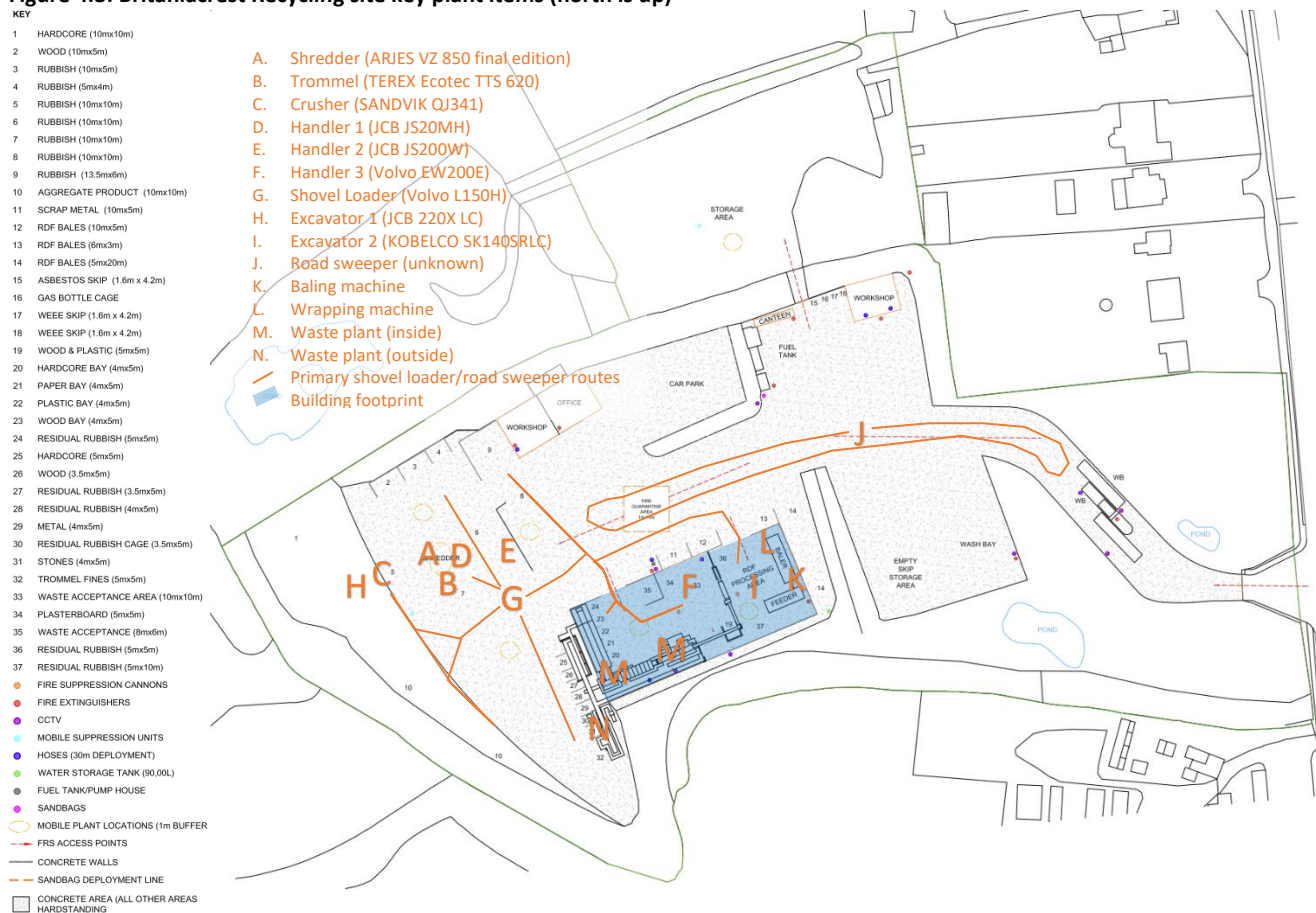 Figure 4.3: Britaniacrest Recycling site key plant items (north is up)
KEY
1 HARDCORE (10mx10m)
2 WOOD (10mx5m)
3 RUBBISH (10mx5m)
4 RUBBISH (5mx4m)
5 RUBBISH (10mx10m)
6 RUBBISH (10mx10m)
7 RUBBISH (10mx10m)
8 RUBBISH (10mx10m)
9 RUBBISH (13.5mx6m)
10 AGGREGATE PRODUCT (10mx10m)
11 SCRAP METAL (10mx5m)
12 RDF BALES (10mx5m)
13 RDF BALES (6mx3m)
14 RDF BALES (5mx20m)
15 ASBESTOS SKIP (1.6m x 4.2m)
16 GAS BOTTLE CAGE
17 WEEE SKIP (1.6m x 4.2m)
18 WEEE SKIP (1.6m x 4.2m)
19 WOOD & PLASTIC (5mx5m)
20 HARDCORE BAY (4mx5m)
21 PAPER BAY (4mx5m)
22 PLASTIC BAY (4mx5m)
23 WOOD BAY (4mx5m)
24 RESIDUAL RUBBISH (5mx5m)
25 HARDCORE (5mx5m)
26 WOOD (3.5mx5m)
27 RESIDUAL RUBBISH (3.5mx5m)
28 RESIDUAL RUBBISH (4mx5m)
29 METAL (4mx5m)
30 RESIDUAL RUBBISH CAGE (3.5mx5m)
31 STONES (4mx5m)
32 TROMMEL FINES (5mx5m)
33 WASTE ACCEPTANCE AREA (10mx10m)
34 PLASTERBOARD (5mx5m)
35 WASTE ACCEPTANCE (8mx6m)
36 RESIDUAL RUBBISH (5mx5m)
37 RESIDUAL RUBBISH (5mx10m)
FIRE SUPPRESSION CANNONS
FIRE EXTINGUISHERS
CCTV
MOBILE SUPPRESSION UNITS
HOSES (30m DEPLOYMENT)
WATER STORAGE TANK (90,00L)
FUEL TANK/PUMP HOUSE
SANDBAGS
MOBILE PLANT LOCATIONS (1m BUFFER
FRS ACCESS POINTS
CONCRETE WALLS
SANDBAG DEPLOYMENT LINE
CONCRETE AREA (ALL OTHER AREAS
HARDSTANDING
A. Shredder (ARJES VZ 850 final edition)
B. Trommel (TEREX Ecotec TTS 620)
C. Crusher (SANDVIK QJ341)
D. Handler 1 (JCB JS20MH)
E. Handler 2 (JCB JS200W)
F. Handler 3 (Volvo EW200E)
G. Shovel Loader (Volvo L150H)
H. Excavator 1 (JCB 220X LC)
I. Excavator 2 (KOBELCO SK140SRLC)
J. Road sweeper (unknown)
K. Baling machine
L. Wrapping machine
M. Waste plant (inside)
N. Waste plant (outside)
Primary shovel loader/road sweeper routes
Building footprint
STORAGE
AREA
15 16 17 18
WORKSHOP
CANTEEN
FUEL
TANK
CAR PARK
OFFICE
WORKSHOP
9
4
3
2
8
6
1
5
7
10
10
J
FIRE
QUARANTINE
AREA
WB
WB
POND
WASH BAY
EMPTY
SKIP
STORAGE
AREA
POND
A
D
E
B
C
H
G
13
14
12
11
36
L
RDF
PROCESSING
AREA
BALER
FEEDER
14
K
I
F
34
33
35
24
23
22
21
20
19
37
M
M
25
26
27
28
29
30
N
32